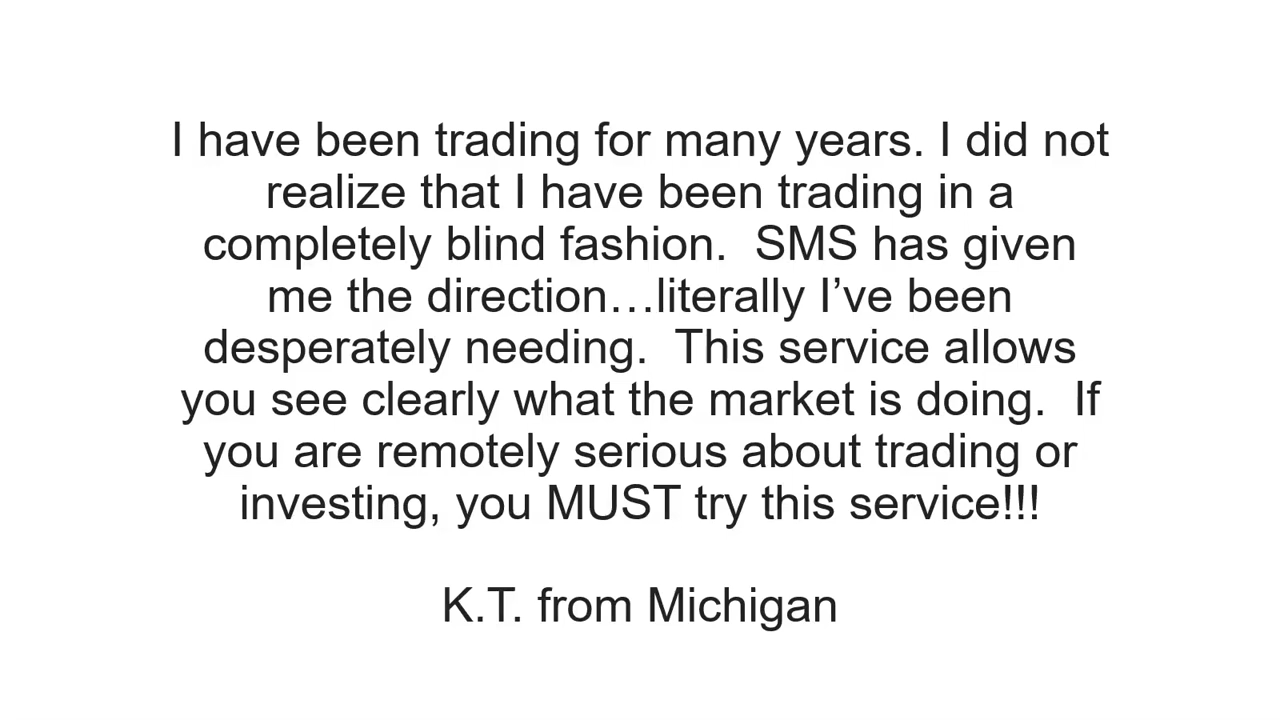 I have been trading for many years. I did not
realize that I have been trading in a
completely blind fashion.  SMS has given
me the direction…literally I’ve been
desperately needing.  This service allows
you see clearly what the market is doing.  If
you are remotely serious about trading or
investing, you MUST try this service!!!
K.T. from Michigan